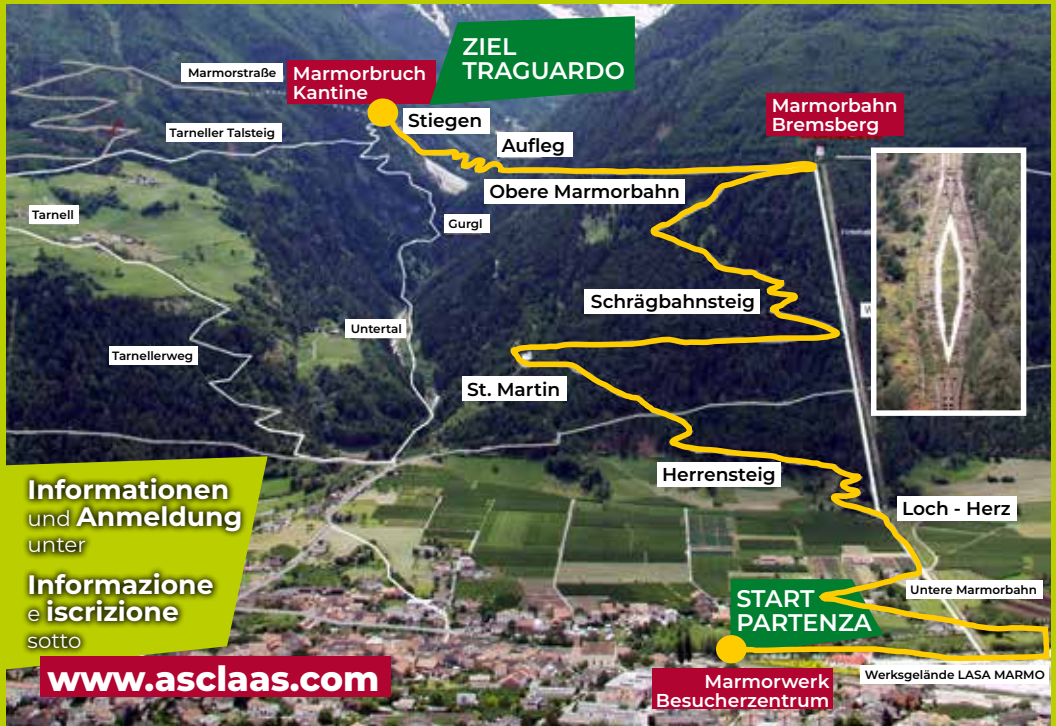 ZIEL
TRAGUARDO
Marmorstraße
Marmorbruch
Kantine
Stiegen
Marmorbahn
Bremsberg
Tarneller Talsteig
Aufleg
Obere Marmorbahn
Tarnell
Gurgl
Schrägbahnsteig
Untertal
Tarnellerweg
St. Martin
Herrensteig
Loch - Herz
Informationen
und Anmeldung
unter
Informazione
e iscrizione
sotto
www.asclaas.com
START
PARTENZA
Untere Marmorbahn
Werksgelände LASA MARMO
Marmorwerk
Besucherzentrum